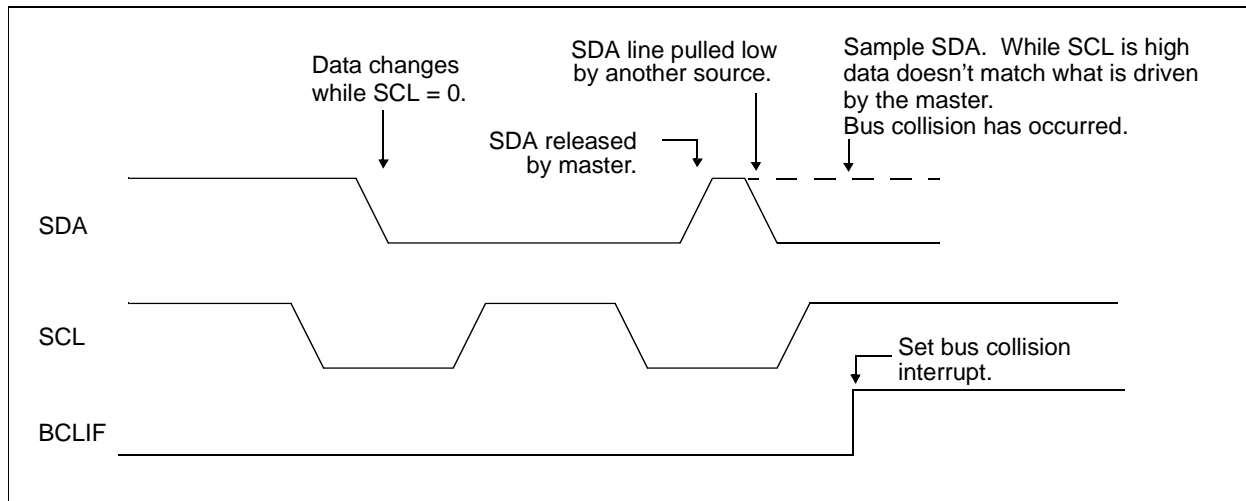 Data changes
while SCL = 0.
SDA line pulled low
by another source.
Sample SDA.  While SCL is high
data doesn't match what is driven
by the master.
Bus collision has occurred.
SDA released
by master.
SDA
SCL
Set bus collision
interrupt.
BCLIF